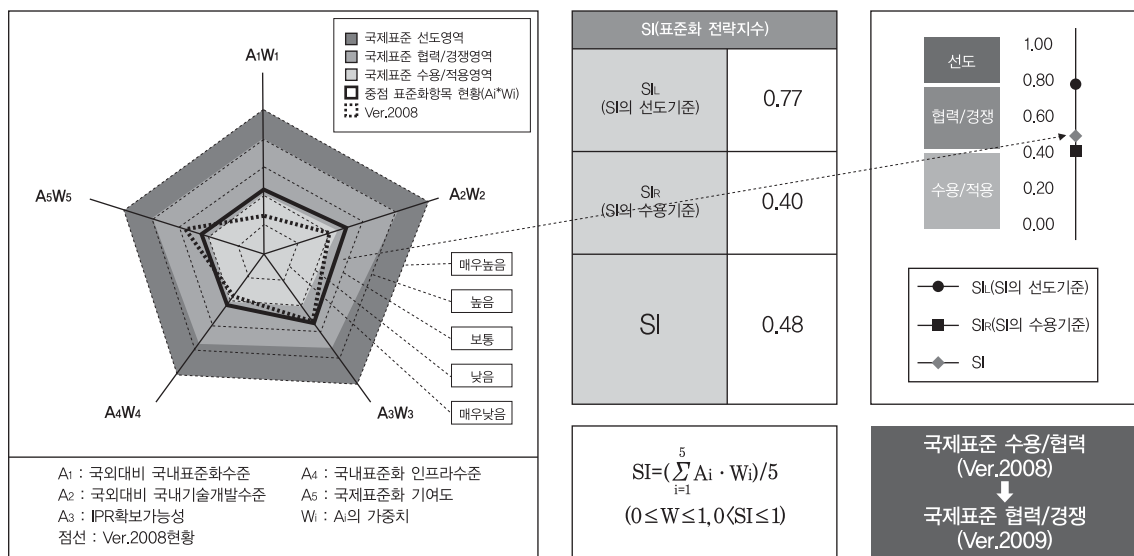 국제표준 선도영역
국제표준 협력/경쟁영역
국제표준 수용/적용영역
중점 표준화항목 현황(Ai*Wi)
Ver.2008
A1W1
A2W2
A3W3
A4W4
A5W5
매우높음
높음
보통
낮음
매우낮음
A1 : 국외대비 국내표준화수준
A2 : 국외대비 국내기술개발수준
A3 : IPR확보가능성
점선 : Ver.2008현황
A4 : 국내표준화 인프라수준
A5 : 국제표준화 기여도
Wi : Ai의 가중치
SI(표준화 전략지수)
SIL
(SI의 선도기준)
0.77
SIR
(SI의 수용기준)
0.40
SI
0.48
SI=(5∑i=1 Ai · Wi)/5
(0≤W≤1, 0<SI≤1)
선도
협력/경쟁
수용/적용
1.00
0.80
0.60
0.40
0.20
0.00
SIL(SI의 선도기준)
SIR(SI의 수용기준)
SI
국제표준 수용/협력
(Ver.2008)
국제표준 협력/경쟁
(Ver.2009)